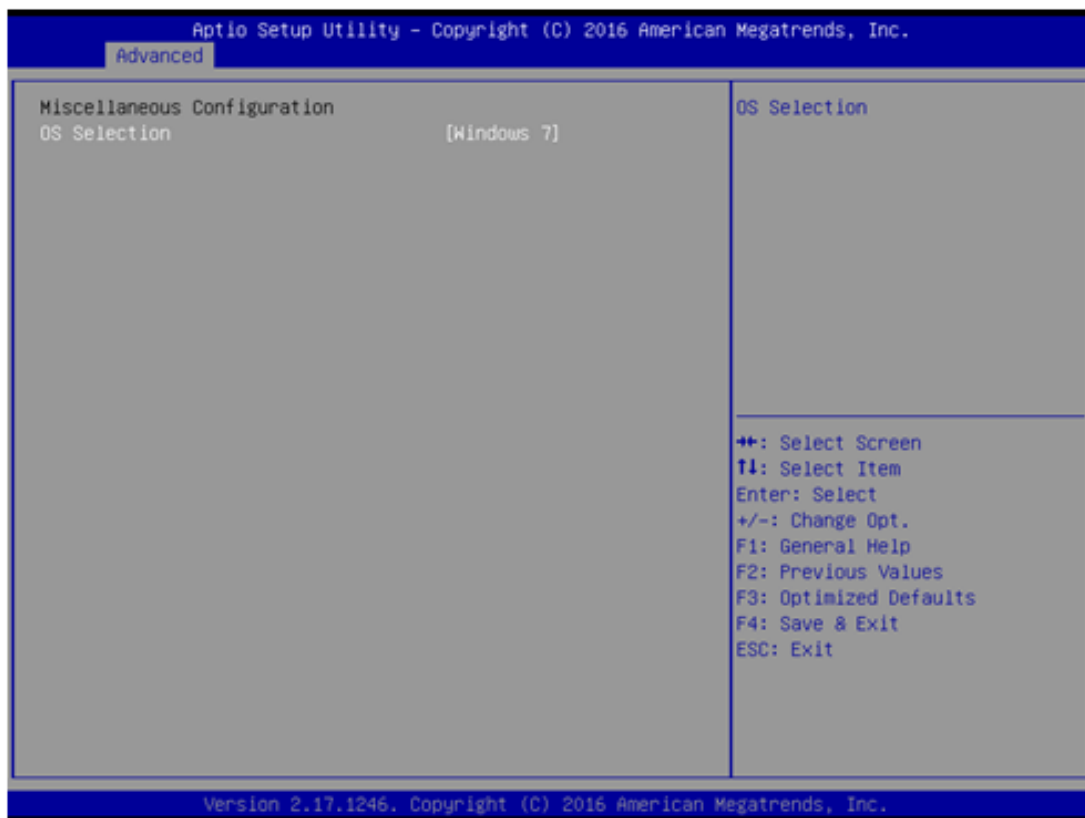 Aptio Setup Utility - Copyright (C) 2016 American Megatrends, Inc.
Advanced
Miscellaneous Configuration
OS Selection [Windows 7]
OS Selection
→←: Select Screen
↑↓: Select Item
Enter: Select
+/-: Change Opt.
F1: General Help
F2: Previous Values
F3: Optimized Defaults
F4: Save & Exit
ESC: Exit
Version 2.17.1246. Copyright (C) 2016 American Megatrends, Inc.